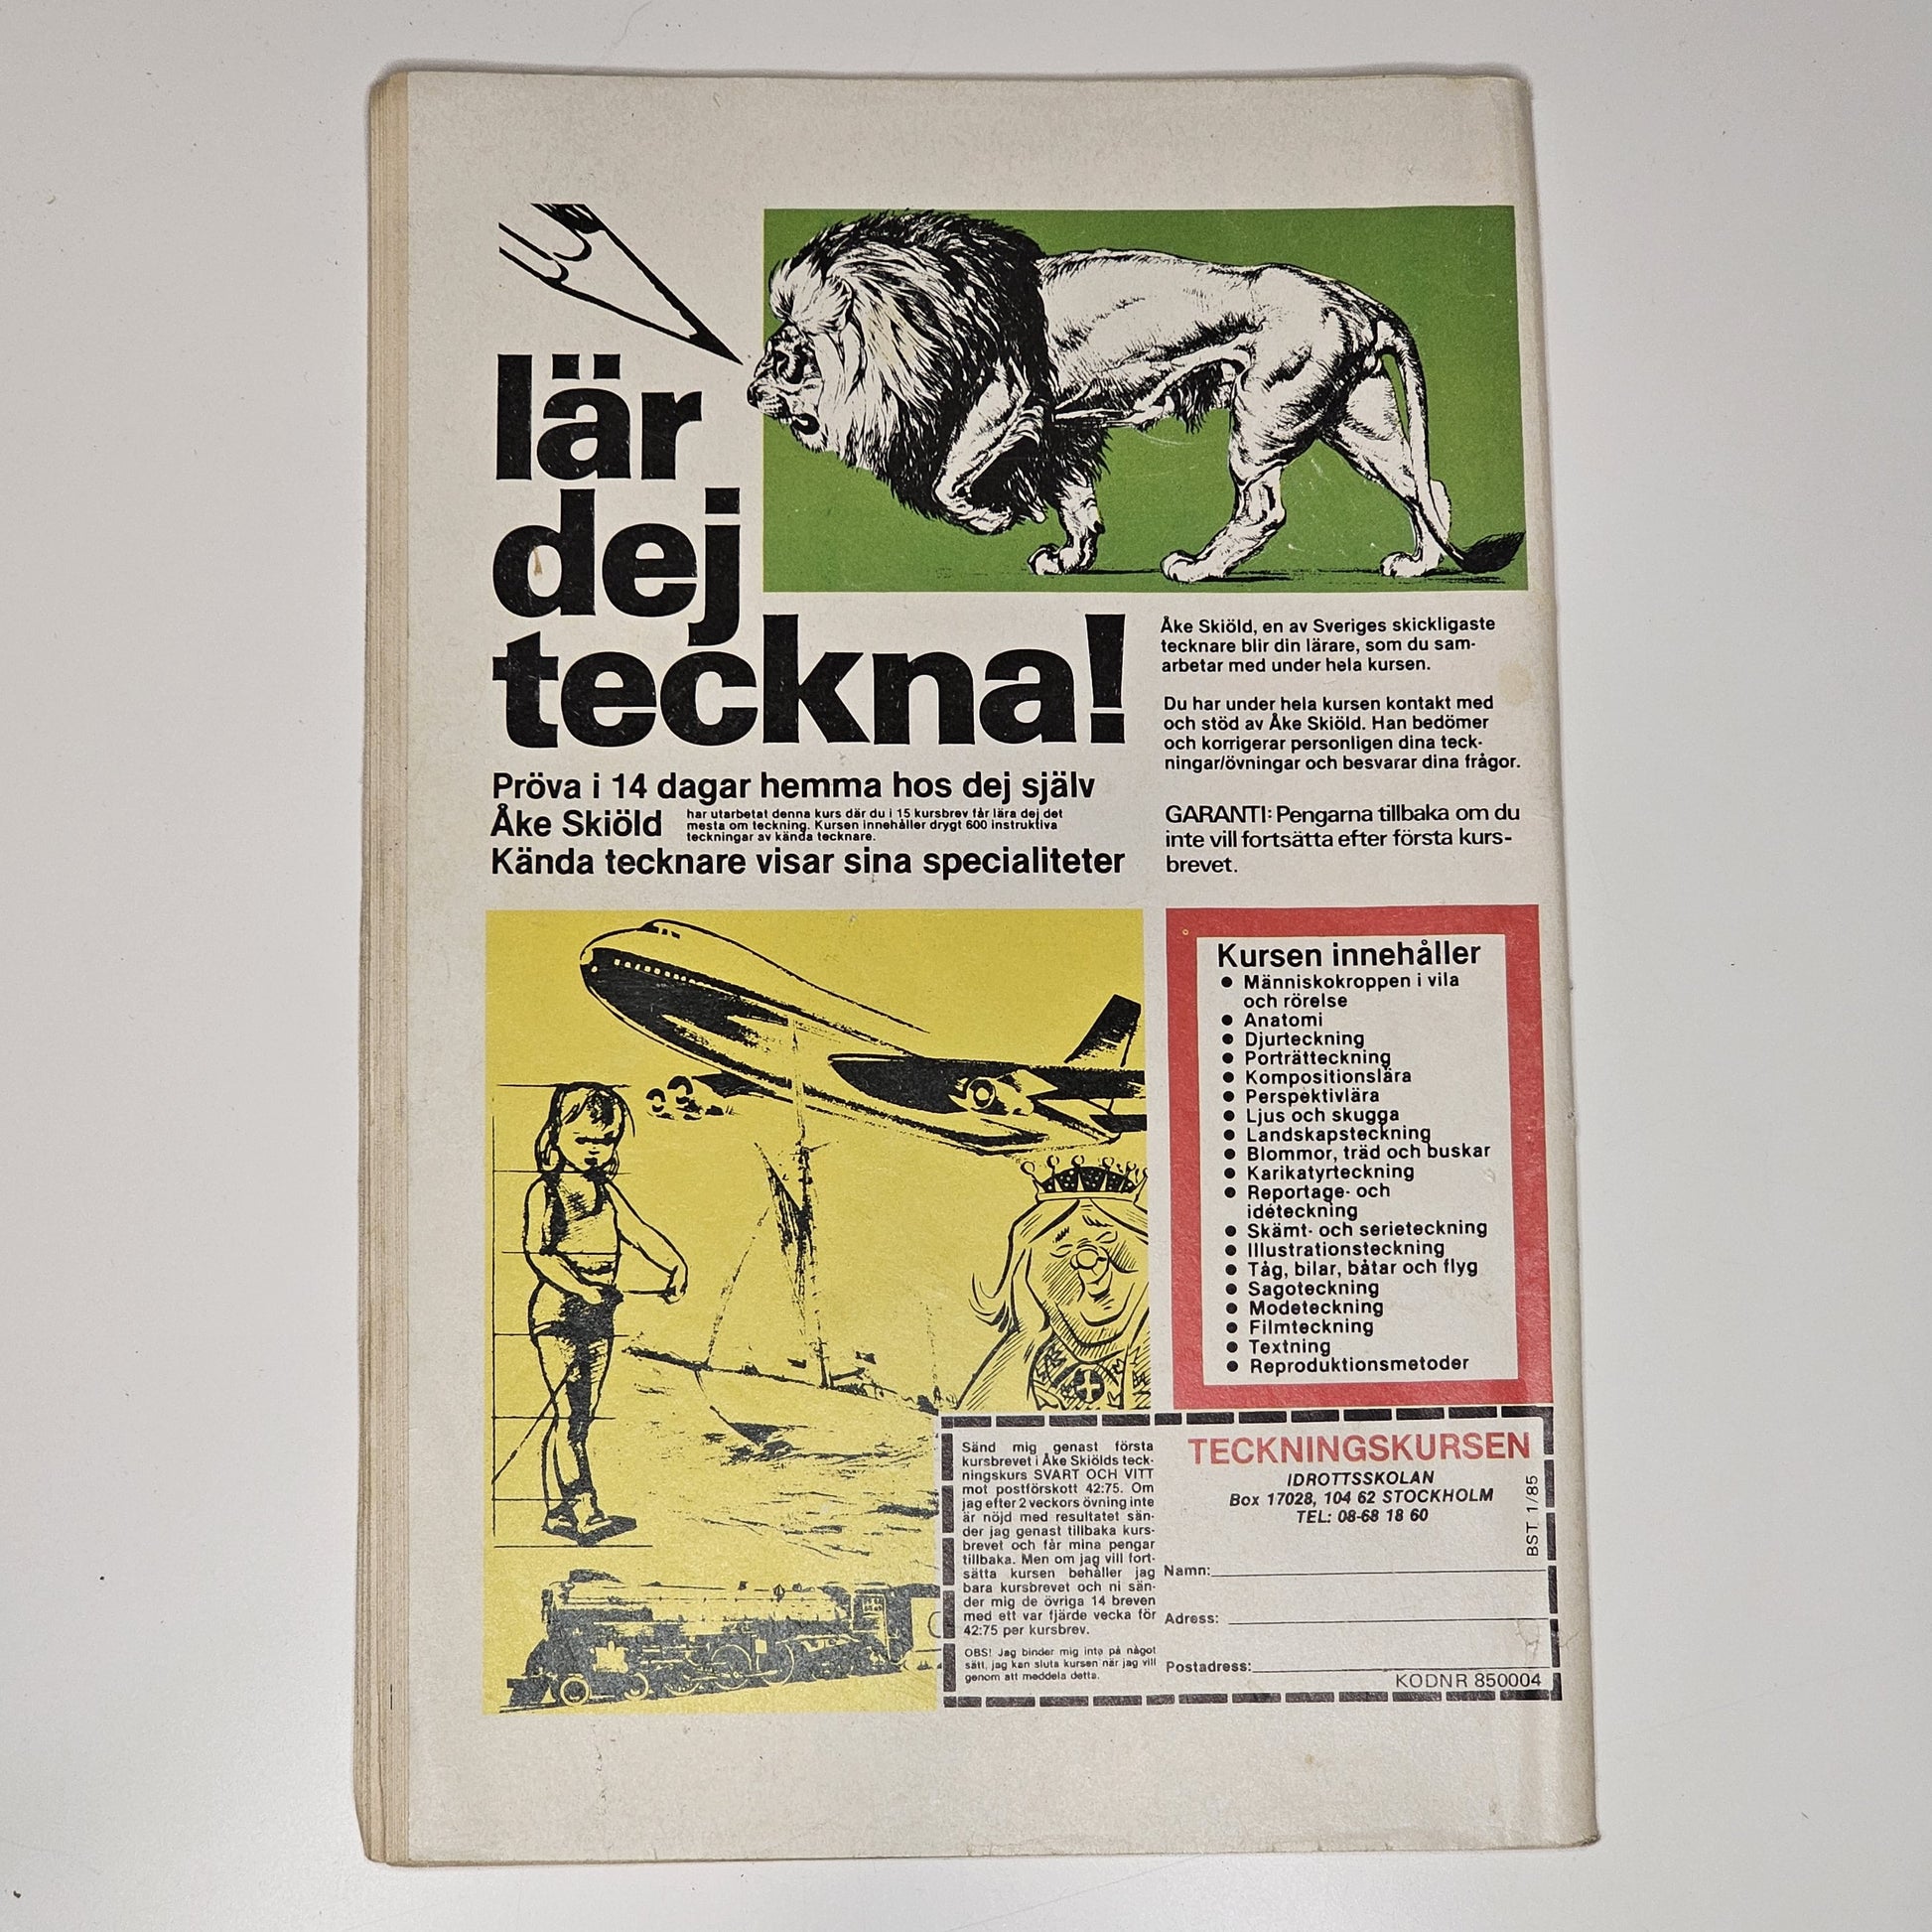 lär
dej
teckna!
Pröva i 14 dagar hemma hos dej själv
Åke Skiöld har utarbetat denna kurs där du i 15 kursbrev får lära dej det
mesta om teckning. Kursen innehåller drygt 600 instruktiva
teckningar av kända tecknare.
Kända tecknare visar sina specialiteter
Åke Skiöld, en av Sveriges skickligaste
tecknare blir din lärare, som du sam-
arbetar med under hela kursen.
Du har under hela kursen kontakt med
och stöd av Åke Skiöld. Han bedömer
och korrigerar personligen dina teck-
ningar/övningar och besvarar dina frågor.
GARANTI: Pengarna tillbaka om du
inte vill fortsätta efter första kurs-
brevet.
Kursen innehåller
● Människokroppen i vila
och rörelse
● Anatomi
● Djurteckning
● Porträtteckning
● Kompositionslära
● Perspektivlära
● Ljus och skugga
● Landskapsteckning
● Blommor, träd och buskar
● Karikatyrteckning
● Reportage- och
idéteckning
● Skämt- och serieteckning
● Illustrationsteckning
● Tåg, bilar, båtar och flyg
● Sagoteckning
● Modeteckning
● Filmteckning
● Textning
● Reproduktionsmetoder
Sänd mig genast första
kursbrevet i Åke Skiölds teck-
ningskurs SVART OCH VITT
mot postförskott 42:75. Om
jag efter 2 veckors övning inte
är nöjd med resultatet sän-
der jag genast tillbaka kurs-
brevet och får mina pengar
tillbaka. Men om jag vill fort-
sätta kursen behåller jag
bara kursbrevet och ni sän-
der mig de övriga 14 breven
med ett var fjärde vecka för
42:75 per kursbrev.
OBS! Jag binder mig inte på något
sätt, jag kan sluta kursen när jag vill
genom att meddela detta.
TECKNINGSKURSEN
IDROTTSSKOLAN
Box 17028, 104 62 STOCKHOLM
TEL: 08-68 18 60
BST 1/85
Namn:
Adress:
Postadress:
KODNR 850004